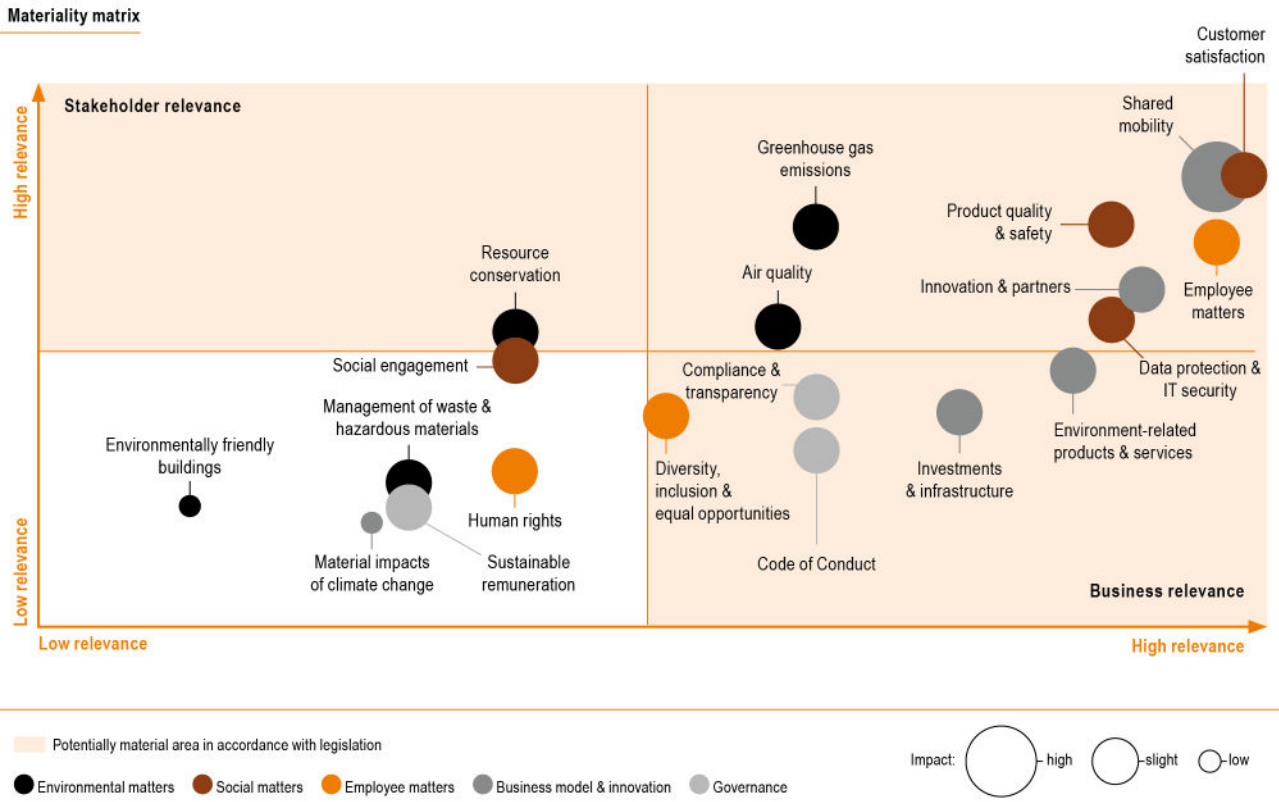 Materiality matrix
Customer
satisfaction
Stakeholder relevance
Shared
mobility
High relevance
Greenhouse gas
emissions
Product quality
& safety
Resource
conservation
Air quality
Innovation & partners
Employee
matters
Social engagement
Compliance &
transparency
Data protection &
IT security
Management of waste &
hazardous materials
Environmentally friendly
buildings
Environment-related
products & services
Diversity,
inclusion &
equal opportunities
Investments
& infrastructure
Human rights
Material impacts
of climate change
Sustainable
remuneration
Code of Conduct
Low relevance
Business relevance
Low relevance
High relevance
Potentially material area in accordance with legislation
Impact:
high
slight
low
Environmental matters
Social matters
Employee matters
Business model & innovation
Governance